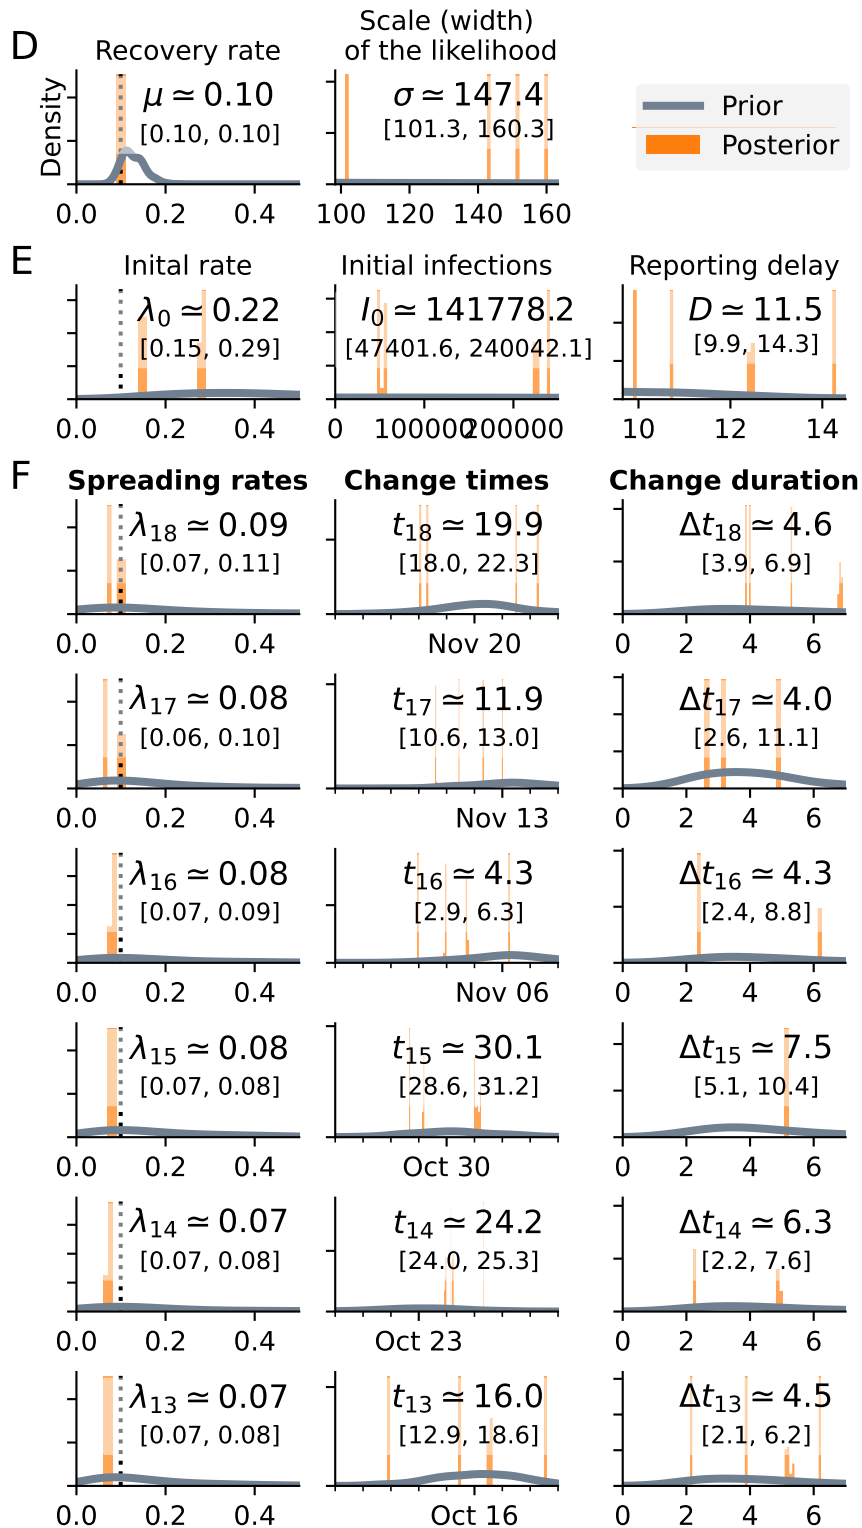 D
Recovery rate
Scale (width)
of the likelihood
Density
μ ≃ 0.10
[0.10, 0.10]
σ ≃ 147.4
[101.3, 160.3]
Prior
Posterior
0.0 0.2 0.4
100 120 140 160
E
Inital rate
Initial infections
Reporting delay
λ0 ≃ 0.22
[0.15, 0.29]
I0 ≃ 141778.2
[47401.6, 240042.1]
D ≃ 11.5
[9.9, 14.3]
0.0 0.2 0.4
0 100000 200000
10 12 14
F
Spreading rates
Change times
Change duration
λ18 ≃ 0.09
[0.07, 0.11]
t18 ≃ 19.9
[18.0, 22.3]
Δt18 ≃ 4.6
[3.9, 6.9]
0.0 0.2 0.4
Nov 20
0 2 4 6
λ17 ≃ 0.08
[0.06, 0.10]
t17 ≃ 11.9
[10.6, 13.0]
Δt17 ≃ 4.0
[2.6, 11.1]
0.0 0.2 0.4
Nov 13
0 2 4 6
λ16 ≃ 0.08
[0.07, 0.09]
t16 ≃ 4.3
[2.9, 6.3]
Δt16 ≃ 4.3
[2.4, 8.8]
0.0 0.2 0.4
Nov 06
0 2 4 6
λ15 ≃ 0.08
[0.07, 0.08]
t15 ≃ 30.1
[28.6, 31.2]
Δt15 ≃ 7.5
[5.1, 10.4]
0.0 0.2 0.4
Oct 30
0 2 4 6
λ14 ≃ 0.07
[0.07, 0.08]
t14 ≃ 24.2
[24.0, 25.3]
Δt14 ≃ 6.3
[2.2, 7.6]
0.0 0.2 0.4
Oct 23
0 2 4 6
λ13 ≃ 0.07
[0.07, 0.08]
t13 ≃ 16.0
[12.9, 18.6]
Δt13 ≃ 4.5
[2.1, 6.2]
0.0 0.2 0.4
Oct 16
0 2 4 6